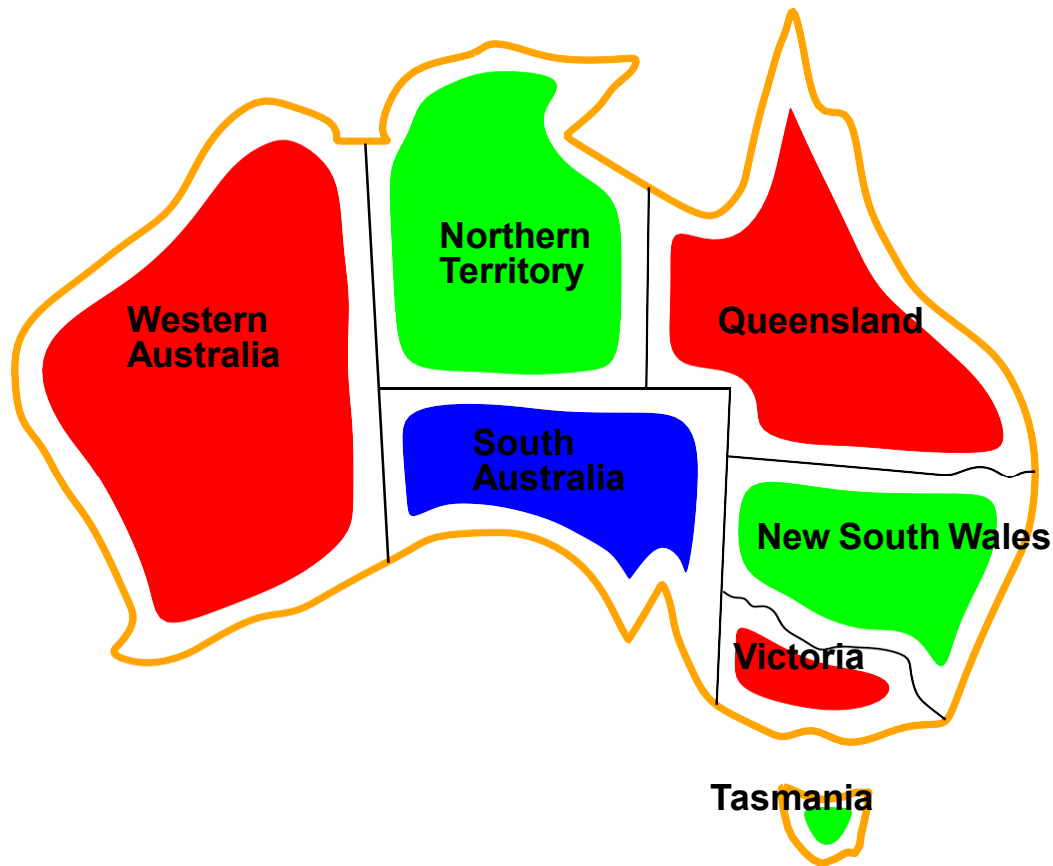 Northern
Territory
Western
Australia
Queensland
South
Australia
New South Wales
Victoria
Tasmania